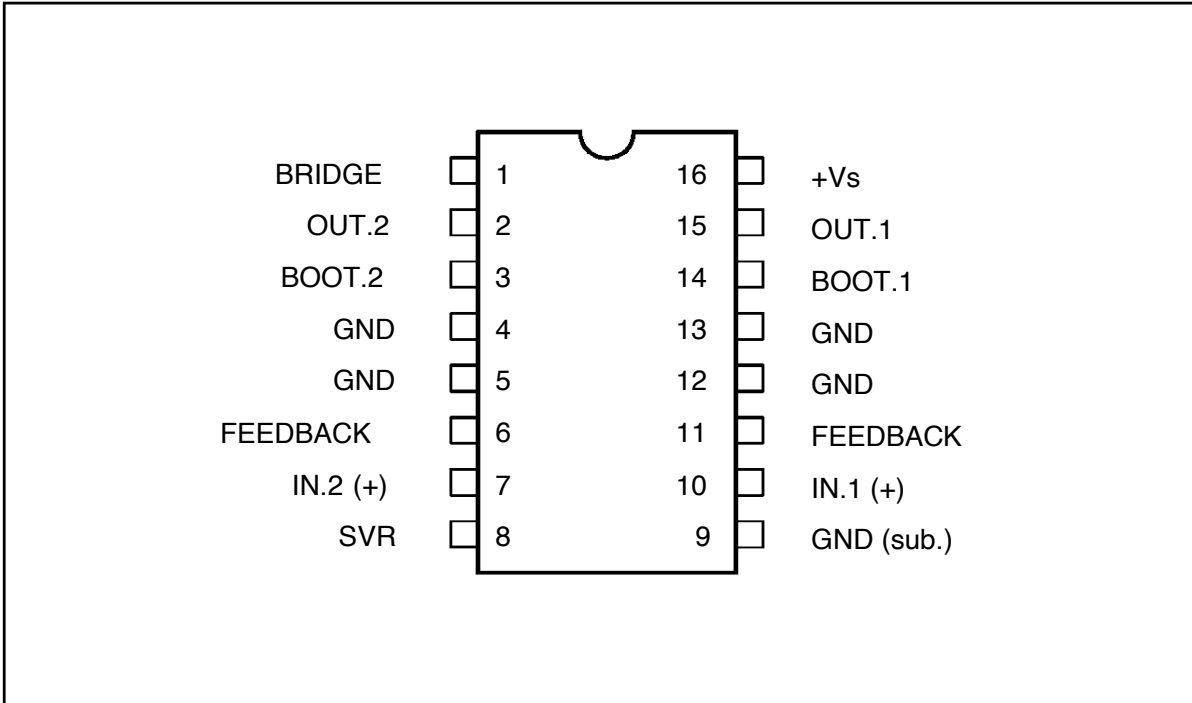 BRIDGE 1 16 +Vs
OUT.2 2 15 OUT.1
BOOT.2 3 14 BOOT.1
GND 4 13 GND
GND 5 12 GND
FEEDBACK 6 11 FEEDBACK
IN.2 (+) 7 10 IN.1 (+)
SVR 8 9 GND (sub.)